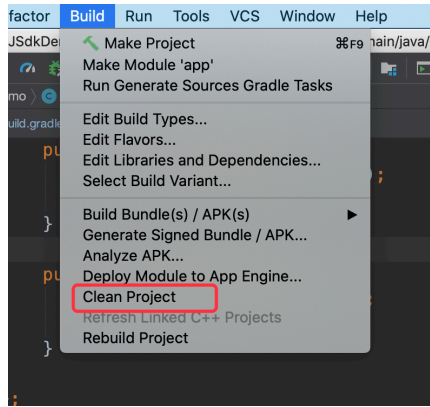 factor Build Run Tools VCS Window Help
JSdkDe
Make Project ⌘F9
nain/java/
Make Module 'app'
Run Generate Sources Gradle Tasks
mo
Edit Build Types...
uild.gradle
Edit Flavors...
pu
Edit Libraries and Dependencies...
;
Select Build Variant...
Build Bundle(s) / APK(s)
}
Generate Signed Bundle / APK...
Analyze APK...
Deploy Module to App Engine...
pu
Clean Project
;
Refresh Linked C++ Projects
Rebuild Project
}
;